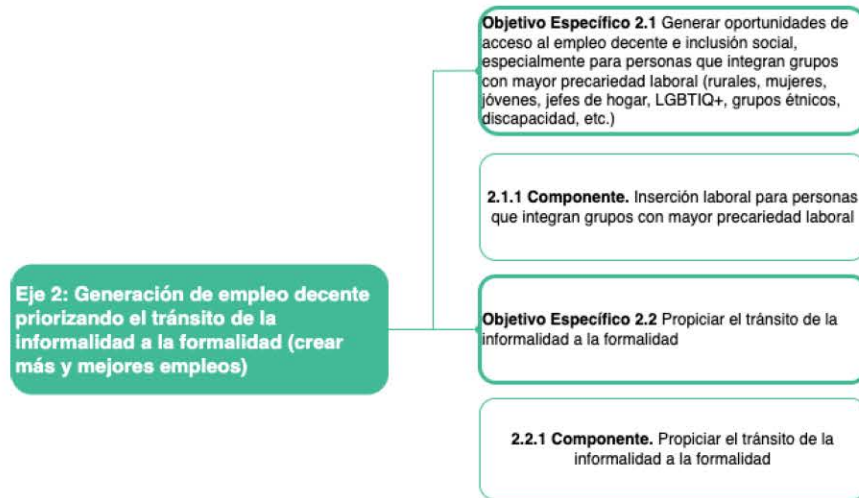 Objetivo Específico 2.1 Generar oportunidades de
acceso al empleo decente e inclusión social,
especialmente para personas que integran grupos
con mayor precariedad laboral (rurales, mujeres,
jóvenes, jefes de hogar, LGBTIQ+, grupos étnicos,
discapacidad, etc.)
2.1.1 Componente. Inserción laboral para personas
que integran grupos con mayor precariedad laboral
Eje 2: Generación de empleo decente
priorizando el tránsito de la
informalidad a la formalidad (crear
más y mejores empleos)
Objetivo Específico 2.2 Propiciar el tránsito de la
informalidad a la formalidad
2.2.1 Componente. Propiciar el tránsito de la
informalidad a la formalidad